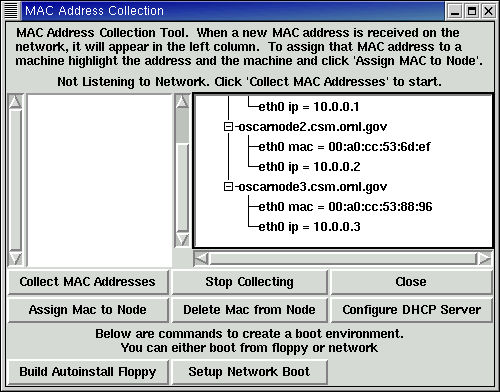 MAC Address Collection
MAC Address Collection Tool. When a new MAC address is received on the
network, it will appear in the left column. To assign that MAC address to a
machine highlight the address and the machine and click 'Assign MAC to Node'.
Not Listening to Network. Click 'Collect MAC Addresses' to start.
eth0 ip = 10.0.0.1
oscarnode2.csm.ornl.gov
eth0 mac = 00:a0:cc:53:6d:ef
eth0 ip = 10.0.0.2
oscarnode3.csm.ornl.gov
eth0 mac = 00:a0:cc:53:88:96
eth0 ip = 10.0.0.3
Collect MAC Addresses Stop Collecting Close
Assign Mac to Node Delete Mac from Node Configure DHCP Server
Below are commands to create a boot environment.
You can either boot from floppy or network
Build Autoinstall Floppy Setup Network Boot